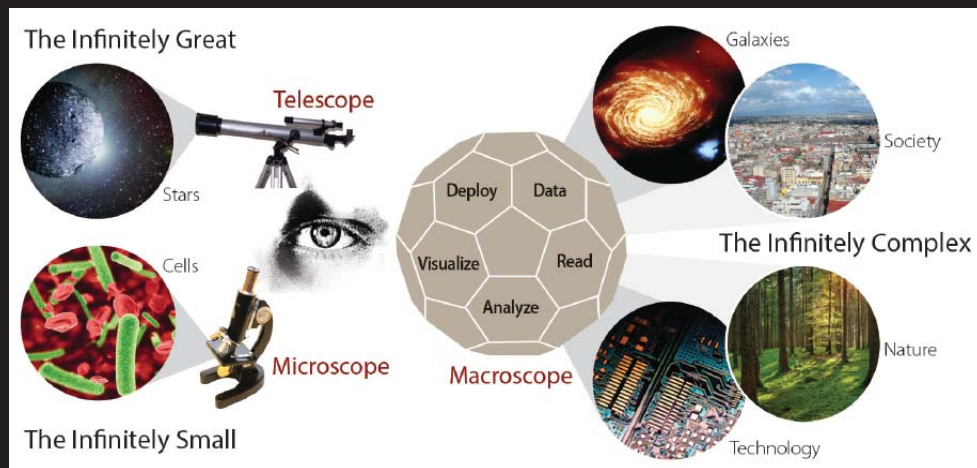 The Infinitely Great
Telescope
Stars
Cells
Microscope
The Infinitely Small
Deploy
Data
Visualize
Read
Analyze
Macroscope
Galaxies
Society
The Infinitely Complex
Nature
Technology